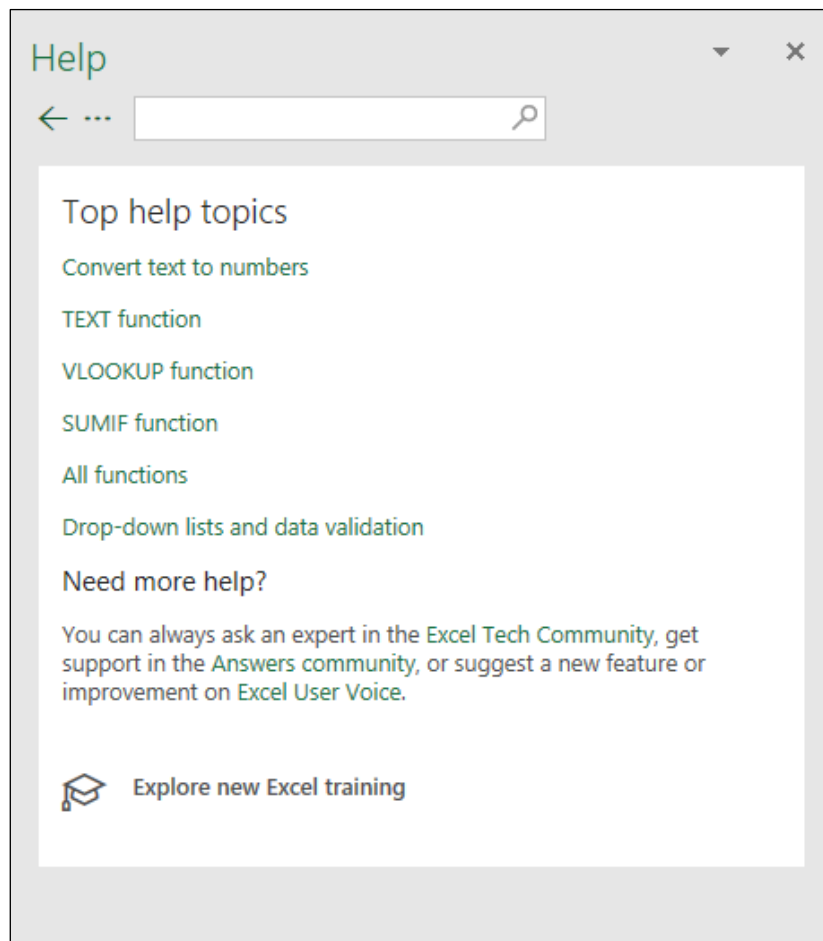 Help
Top help topics
Convert text to numbers
TEXT function
VLOOKUP function
SUMIF function
All functions
Drop-down lists and data validation
Need more help?
You can always ask an expert in the Excel Tech Community, get
support in the Answers community, or suggest a new feature or
improvement on Excel User Voice.
Explore new Excel training